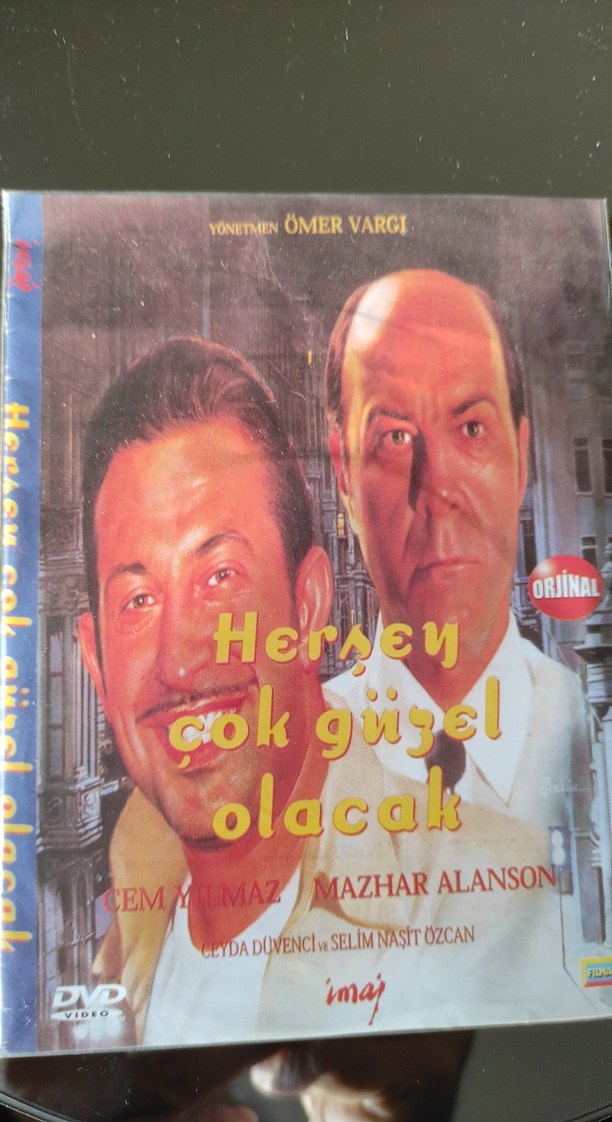 YÖNETMEN ÖMER VARGI
imaj
Herşey çok güzel olacak
ORJİNAL
Herşey
çok güzel
olacak
CEM YILMAZ MAZHAR ALANSON
CEYDA DÜVENCİ VE SELİM NAŞİT ÖZCAN
imaj
DVD
VIDEO